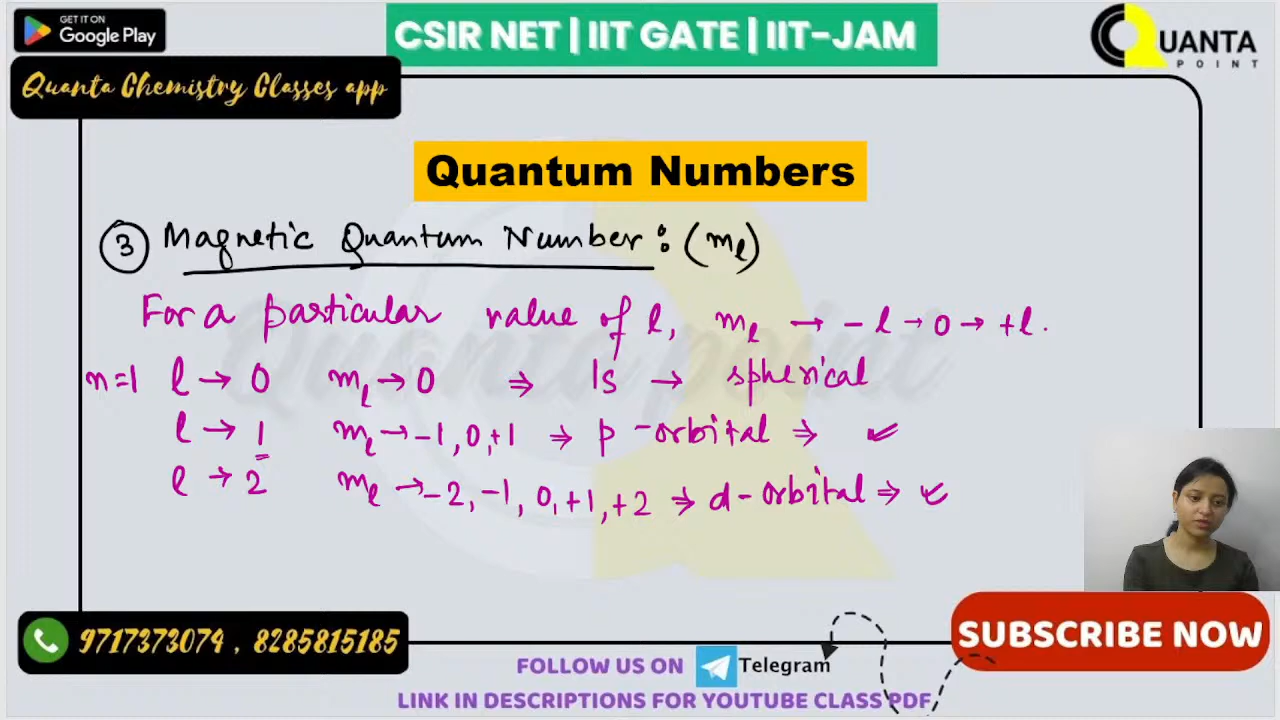 GET IT ON
Google Play
CSIR NET | IIT GATE | IIT-JAM
QUANTA
POINT
Quanta Chemistry Classes app
Quantum Numbers
③ Magnetic Quantum Number : (mₗ)
For a particular value of l, mₗ → -l → 0 → +l.
n=1 l → 0 mₗ → 0 ⇒ 1s → spherical
l → 1 mₗ → -1, 0, +1 ⇒ p-orbital ⇒ ✓
l → 2 mₗ → -2, -1, 0, +1, +2 ⇒ d-orbital ⇒ ✓
Quanta point
9717373074 , 8285815185
SUBSCRIBE NOW
FOLLOW US ON Telegram
LINK IN DESCRIPTIONS FOR YOUTUBE CLASS PDF